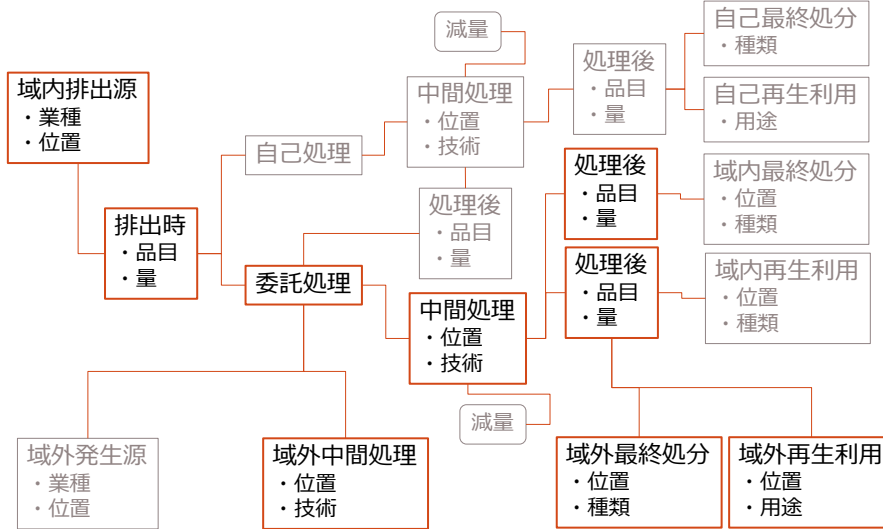 減量
自己最終処分
・種類
域内排出源
・業種
・位置
中間処理
・位置
・技術
処理後
・品目
・量
自己再生利用
・用途
自己処理
処理後
・品目
・量
域内最終処分
・位置
・種類
排出時
・品目
・量
処理後
・品目
・量
委託処理
処理後
・品目
・量
域内再生利用
・位置
・種類
中間処理
・位置
・技術
減量
域外発生源
・業種
・位置
域外中間処理
・位置
・技術
域外最終処分
・位置
・種類
域外再生利用
・位置
・用途